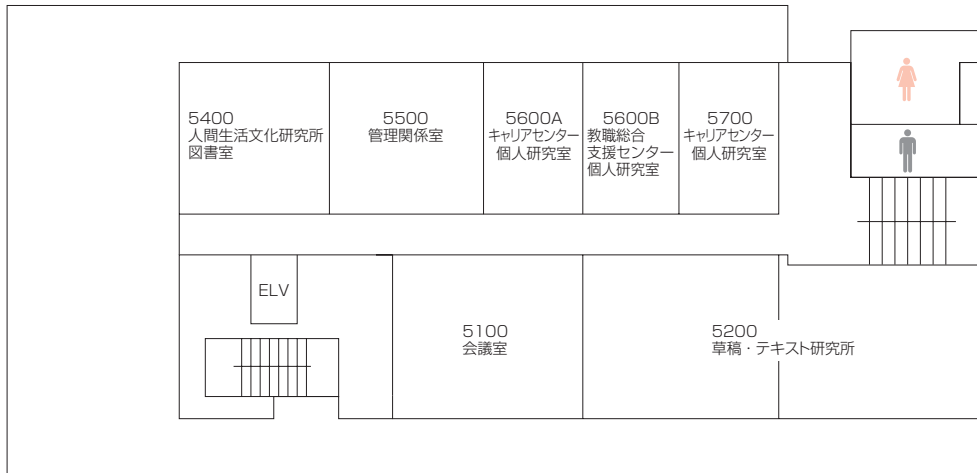 5400
人間生活文化研究所
図書室
5500
管理関係室
5600A
キャリアセンター
個人研究室
5600B
教職総合
支援センター
個人研究室
5700
キャリアセンター
個人研究室
ELV
5100
会議室
5200
草稿・テキスト研究所